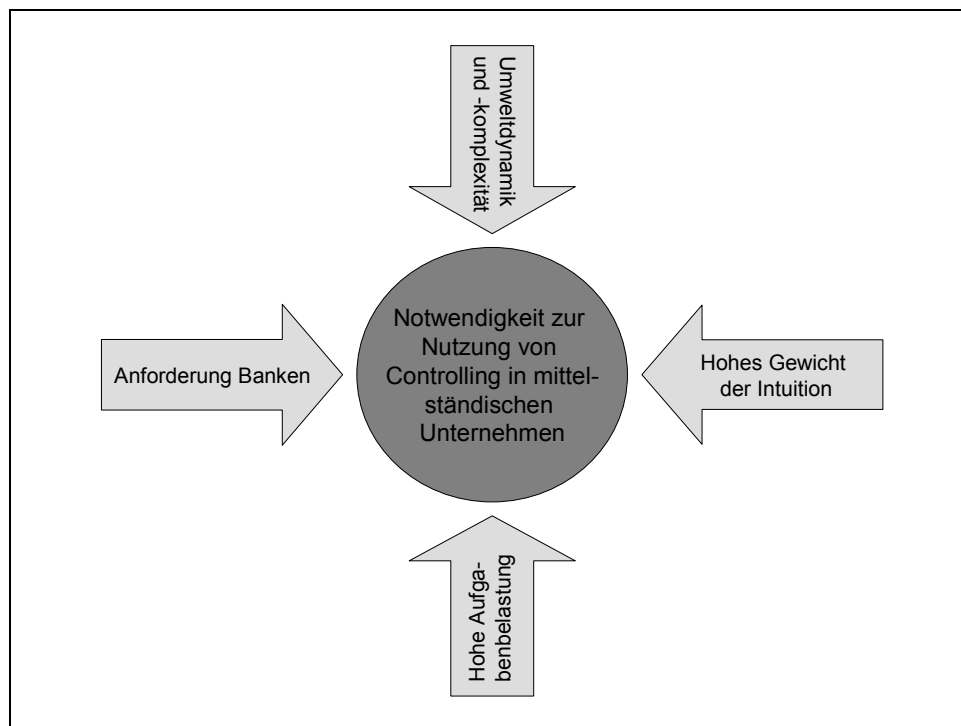 Umweltdynamik
und -komplexität
Anforderung Banken
Notwendigkeit zur
Nutzung von
Controlling in mittel-
ständischen
Unternehmen
Hohes Gewicht
der Intuition
Hohe Aufga-
benbelastung